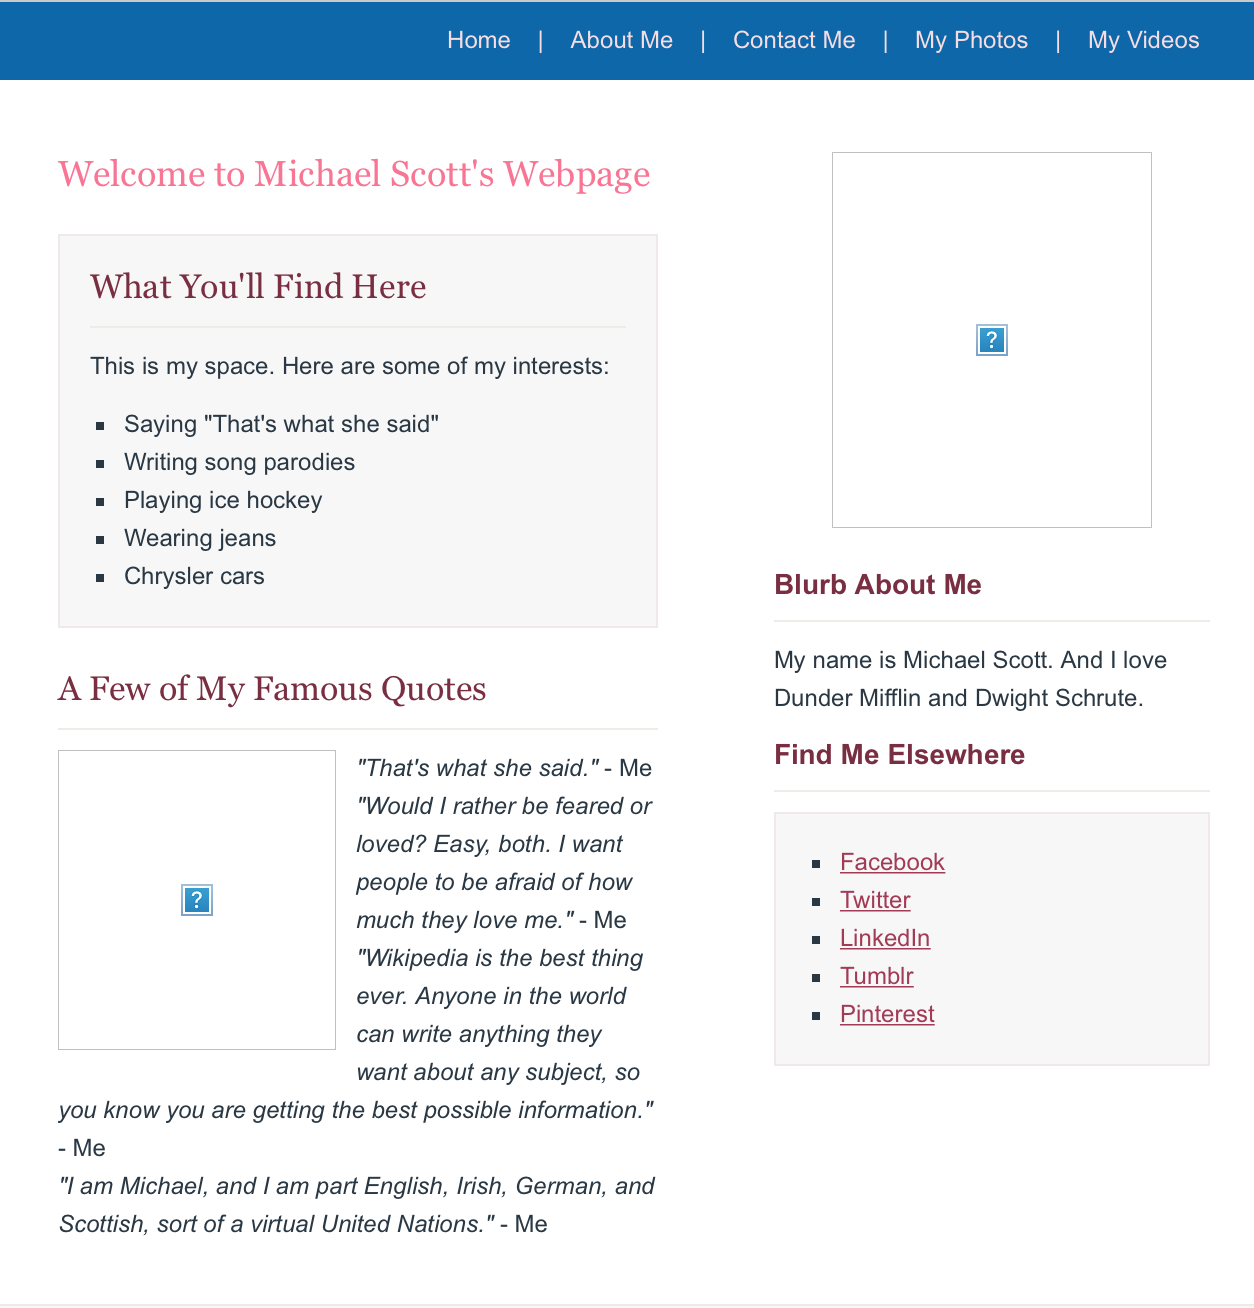 Home | About Me | Contact Me | My Photos | My Videos
Welcome to Michael Scott's Webpage
What You'll Find Here
This is my space. Here are some of my interests:
Saying "That's what she said"
Writing song parodies
Playing ice hockey
Wearing jeans
Chrysler cars
A Few of My Famous Quotes
"That's what she said." - Me
"Would I rather be feared or
loved? Easy, both. I want
people to be afraid of how
much they love me." - Me
"Wikipedia is the best thing
ever. Anyone in the world
can write anything they
want about any subject, so
you know you are getting the best possible information."
- Me
"I am Michael, and I am part English, Irish, German, and
Scottish, sort of a virtual United Nations." - Me
Blurb About Me
My name is Michael Scott. And I love
Dunder Mifflin and Dwight Schrute.
Find Me Elsewhere
Facebook
Twitter
LinkedIn
Tumblr
Pinterest